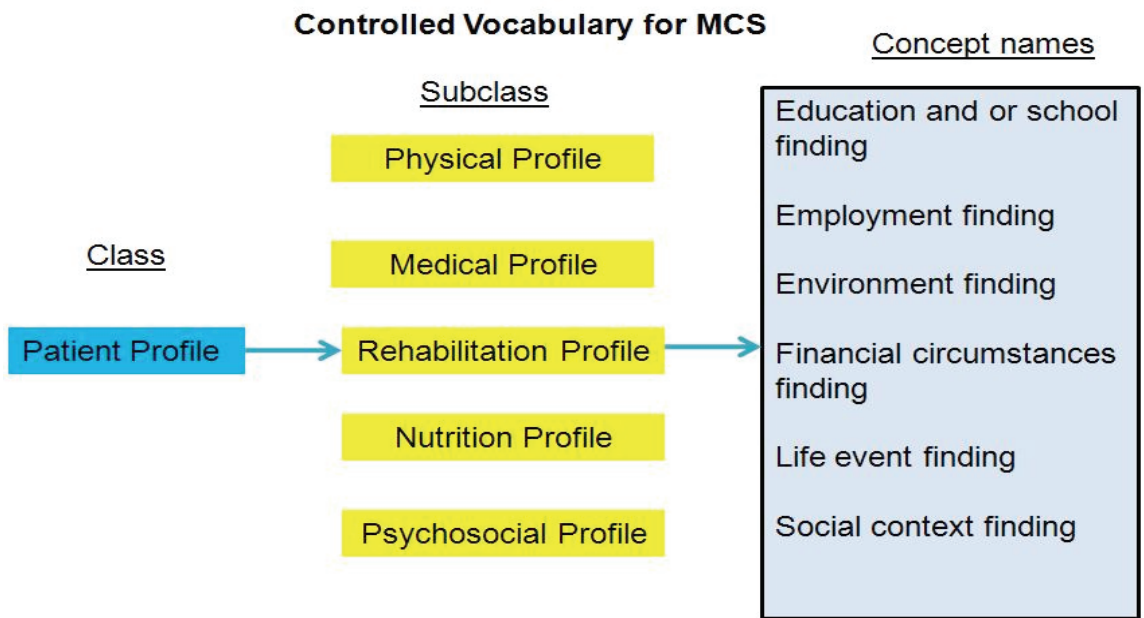 Controlled Vocabulary for MCS
Class
Patient Profile
Subclass
Physical Profile
Medical Profile
Rehabilitation Profile
Nutrition Profile
Psychosocial Profile
Concept names
Education and or school
finding
Employment finding
Environment finding
Financial circumstances
finding
Life event finding
Social context finding